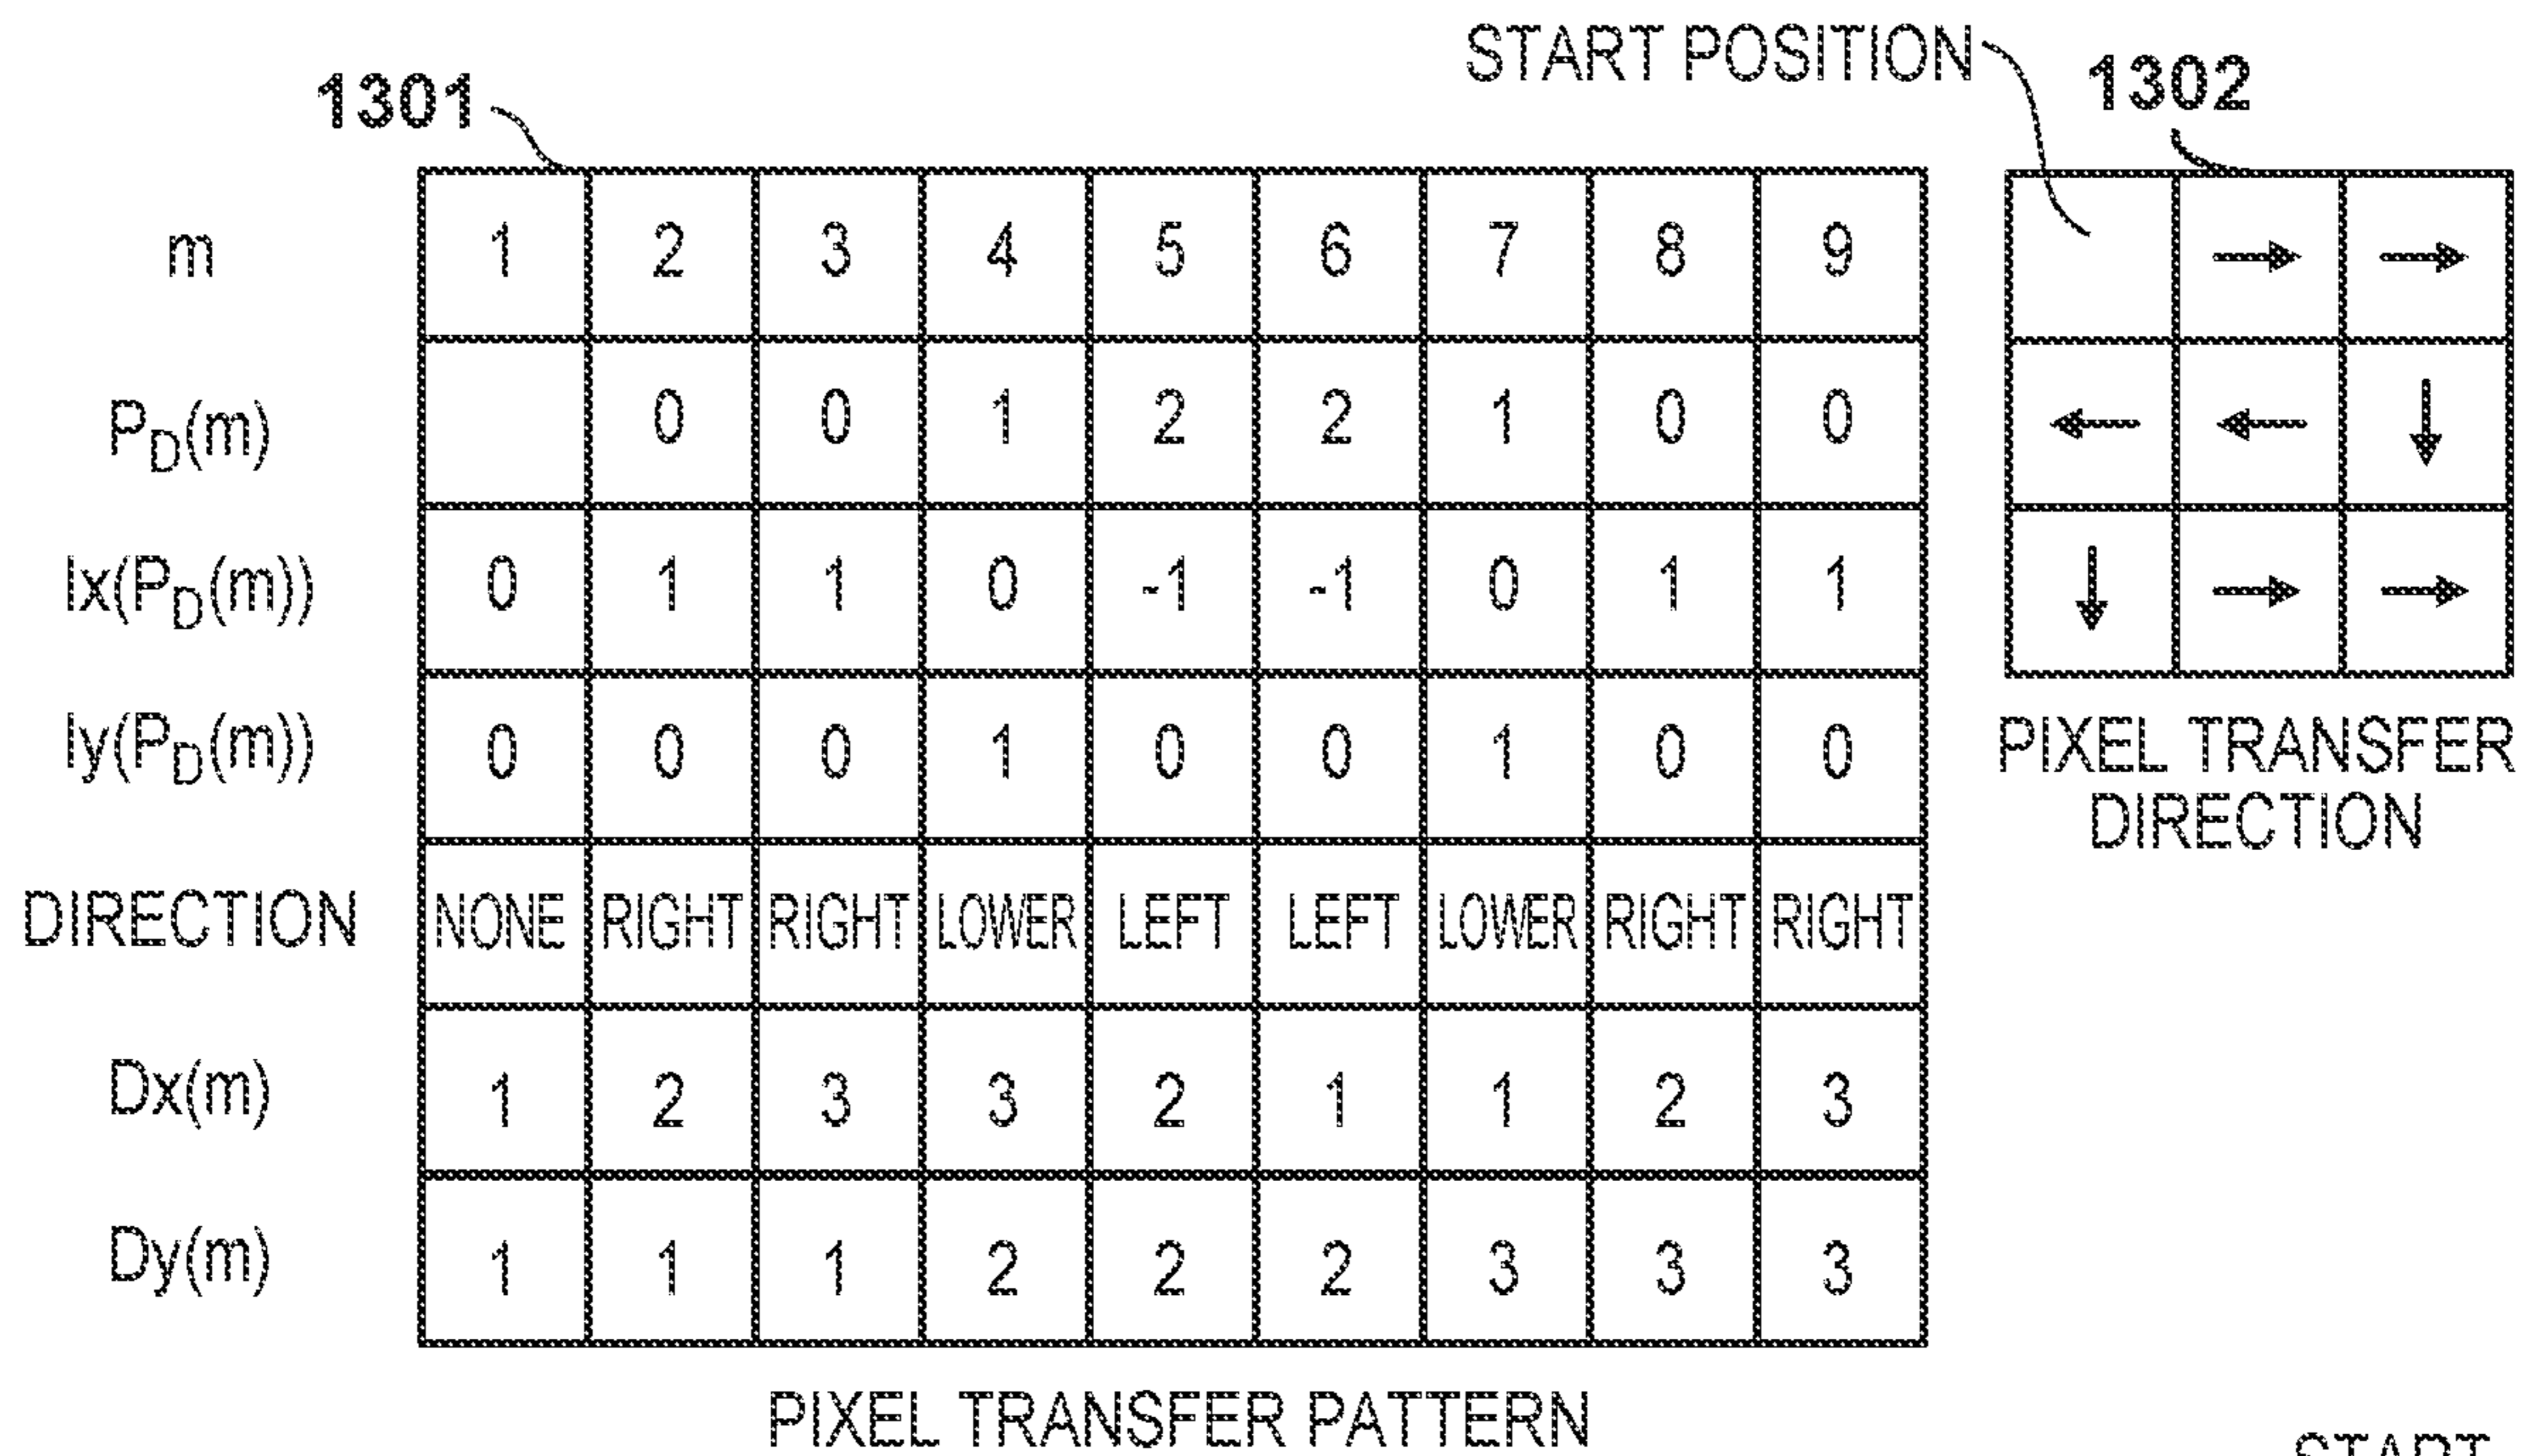 START POSITION
1301
1302
m 1 2 3 4 5 6 7 8 9
PD(m) 0 0 1 2 2 1 0 0
Ix(PD(m)) 0 1 1 0 -1 -1 0 1 1
Iy(PD(m)) 0 0 0 1 0 0 1 0 0
PIXEL TRANSFER
DIRECTION
DIRECTION NONE RIGHT RIGHT LOWER LEFT LEFT LOWER RIGHT RIGHT
Dx(m) 1 2 3 3 2 1 1 2 3
Dy(m) 1 1 1 2 2 2 3 3 3
PIXEL TRANSFER PATTERN
START